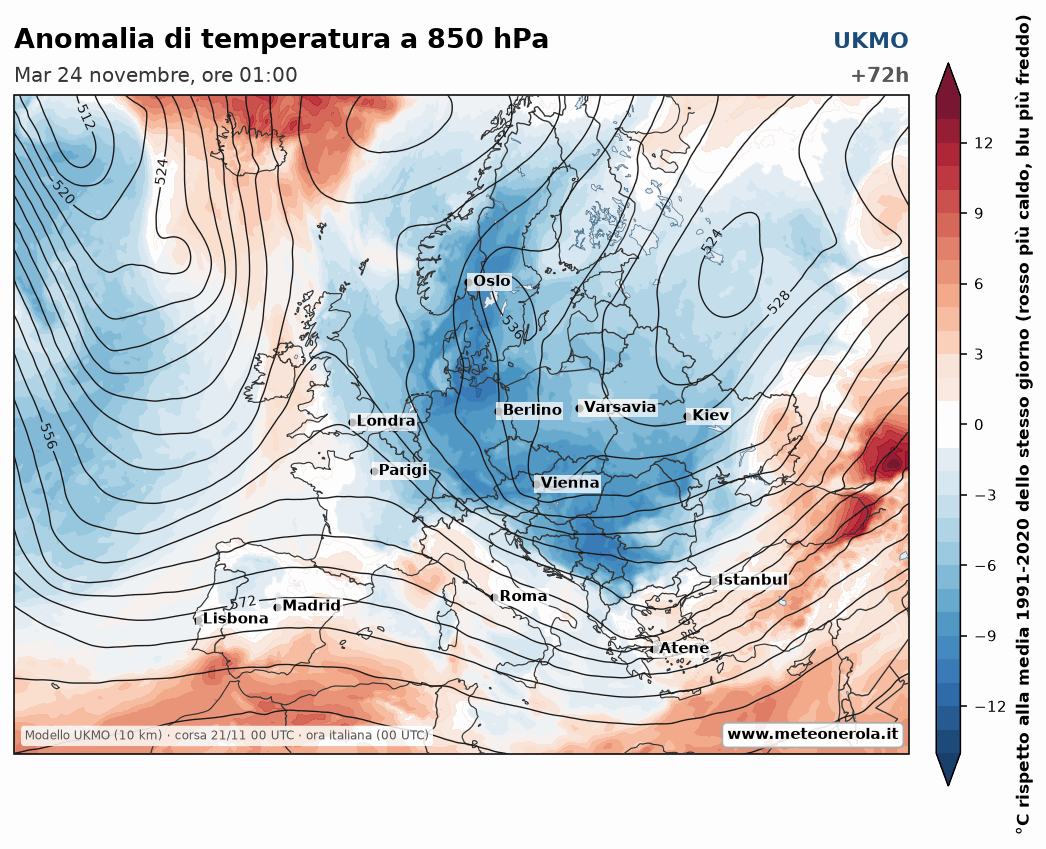 Anomalia di temperatura a 850 hPa
UKMO
Mar 24 novembre, ore 01:00
+72h
512
520
524
524
528
536
556
572
Oslo
Londra
Berlino
Varsavia
Kiev
Parigi
Vienna
Istanbul
Roma
Madrid
Lisbona
Atene
Modello UKMO (10 km) · corsa 21/11 00 UTC · ora italiana (00 UTC)
www.meteonerola.it
12
9
6
3
0
−3
−6
−9
−12
°C rispetto alla media 1991-2020 dello stesso giorno (rosso più caldo, blu più freddo)